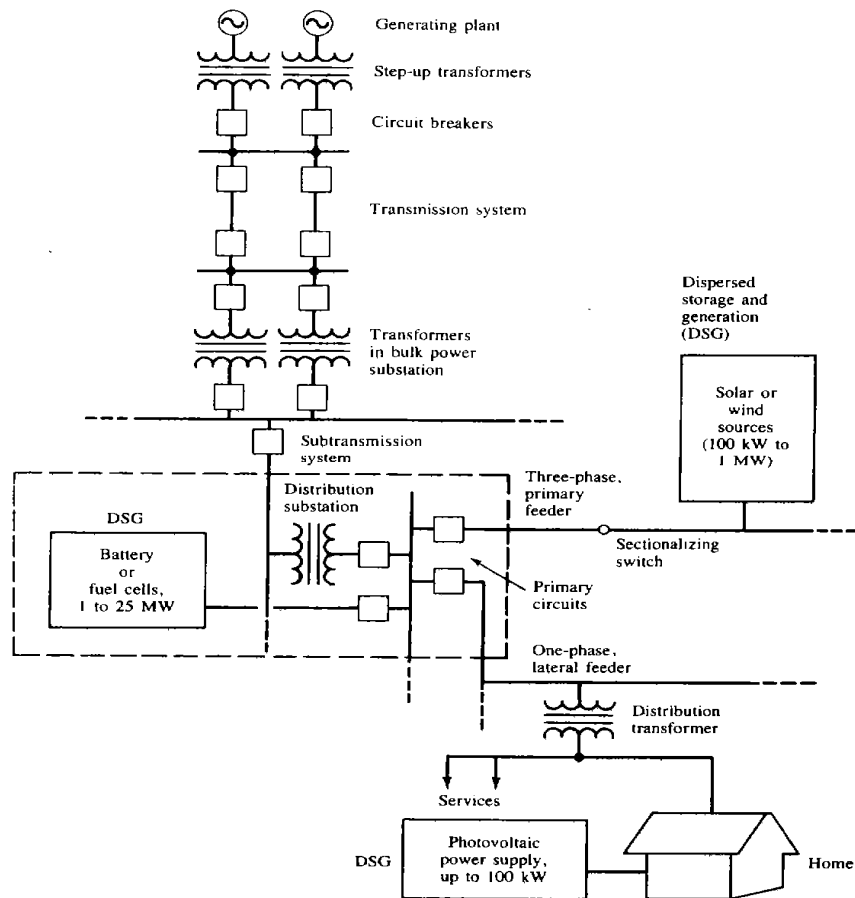 Generating plant
Step-up transformers
Circuit breakers
Transmission system
Dispersed
storage and
generation
(DSG)
Transformers
in bulk power
substation
Solar or
wind
sources
(100 kW to
1 MW)
Subtransmission
system
Three-phase,
primary
feeder
Distribution
substation
DSG
Battery
or
fuel cells,
1 to 25 MW
Sectionalizing
switch
Primary
circuits
One-phase,
lateral feeder
Distribution
transformer
Services
DSG
Photovoltaic
power supply,
up to 100 kW
Home